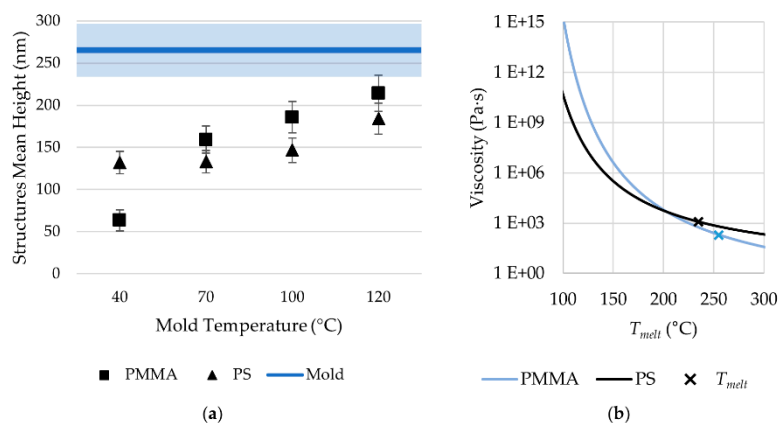 Structures Mean Height (nm)
300
250
200
150
100
50
0
40 70 100 120
Mold Temperature (°C)
PMMA PS Mold
(a)
Viscosity (Pa·s)
1 E+15
1 E+12
1 E+09
1 E+06
1 E+03
1 E+00
100 150 200 250 300
Tmelt (°C)
PMMA PS Tmelt
(b)